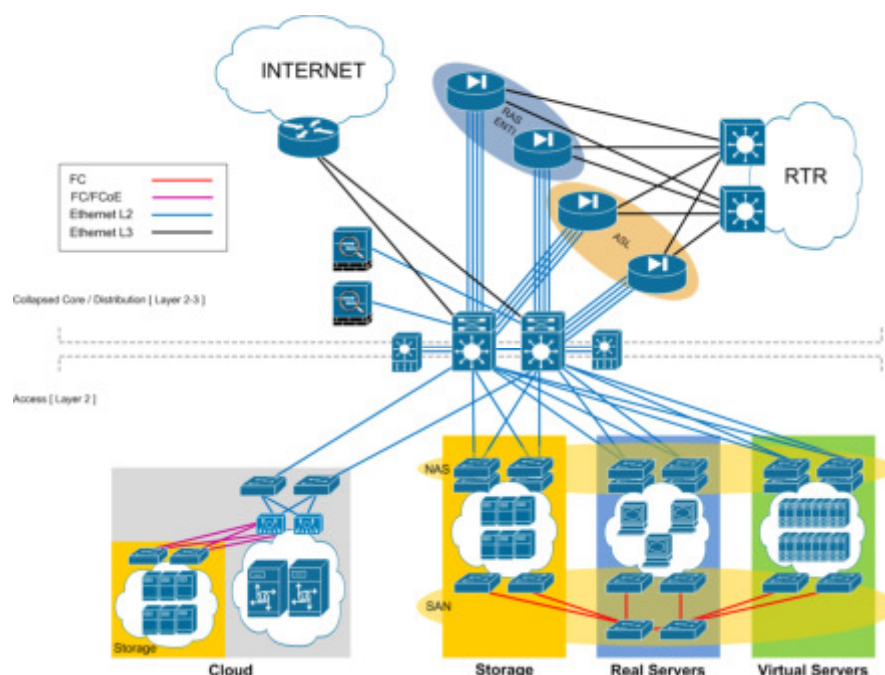 INTERNET
RAS
ENTI
FC
FC/FCoE
Ethernet L2
Ethernet L3
RTR
ASL
Collapsed Core / Distribution [ Layer 2-3 ]
Access [ Layer 2 ]
NAS
SAN
Storage
Cloud
Storage
Real Servers
Virtual Servers